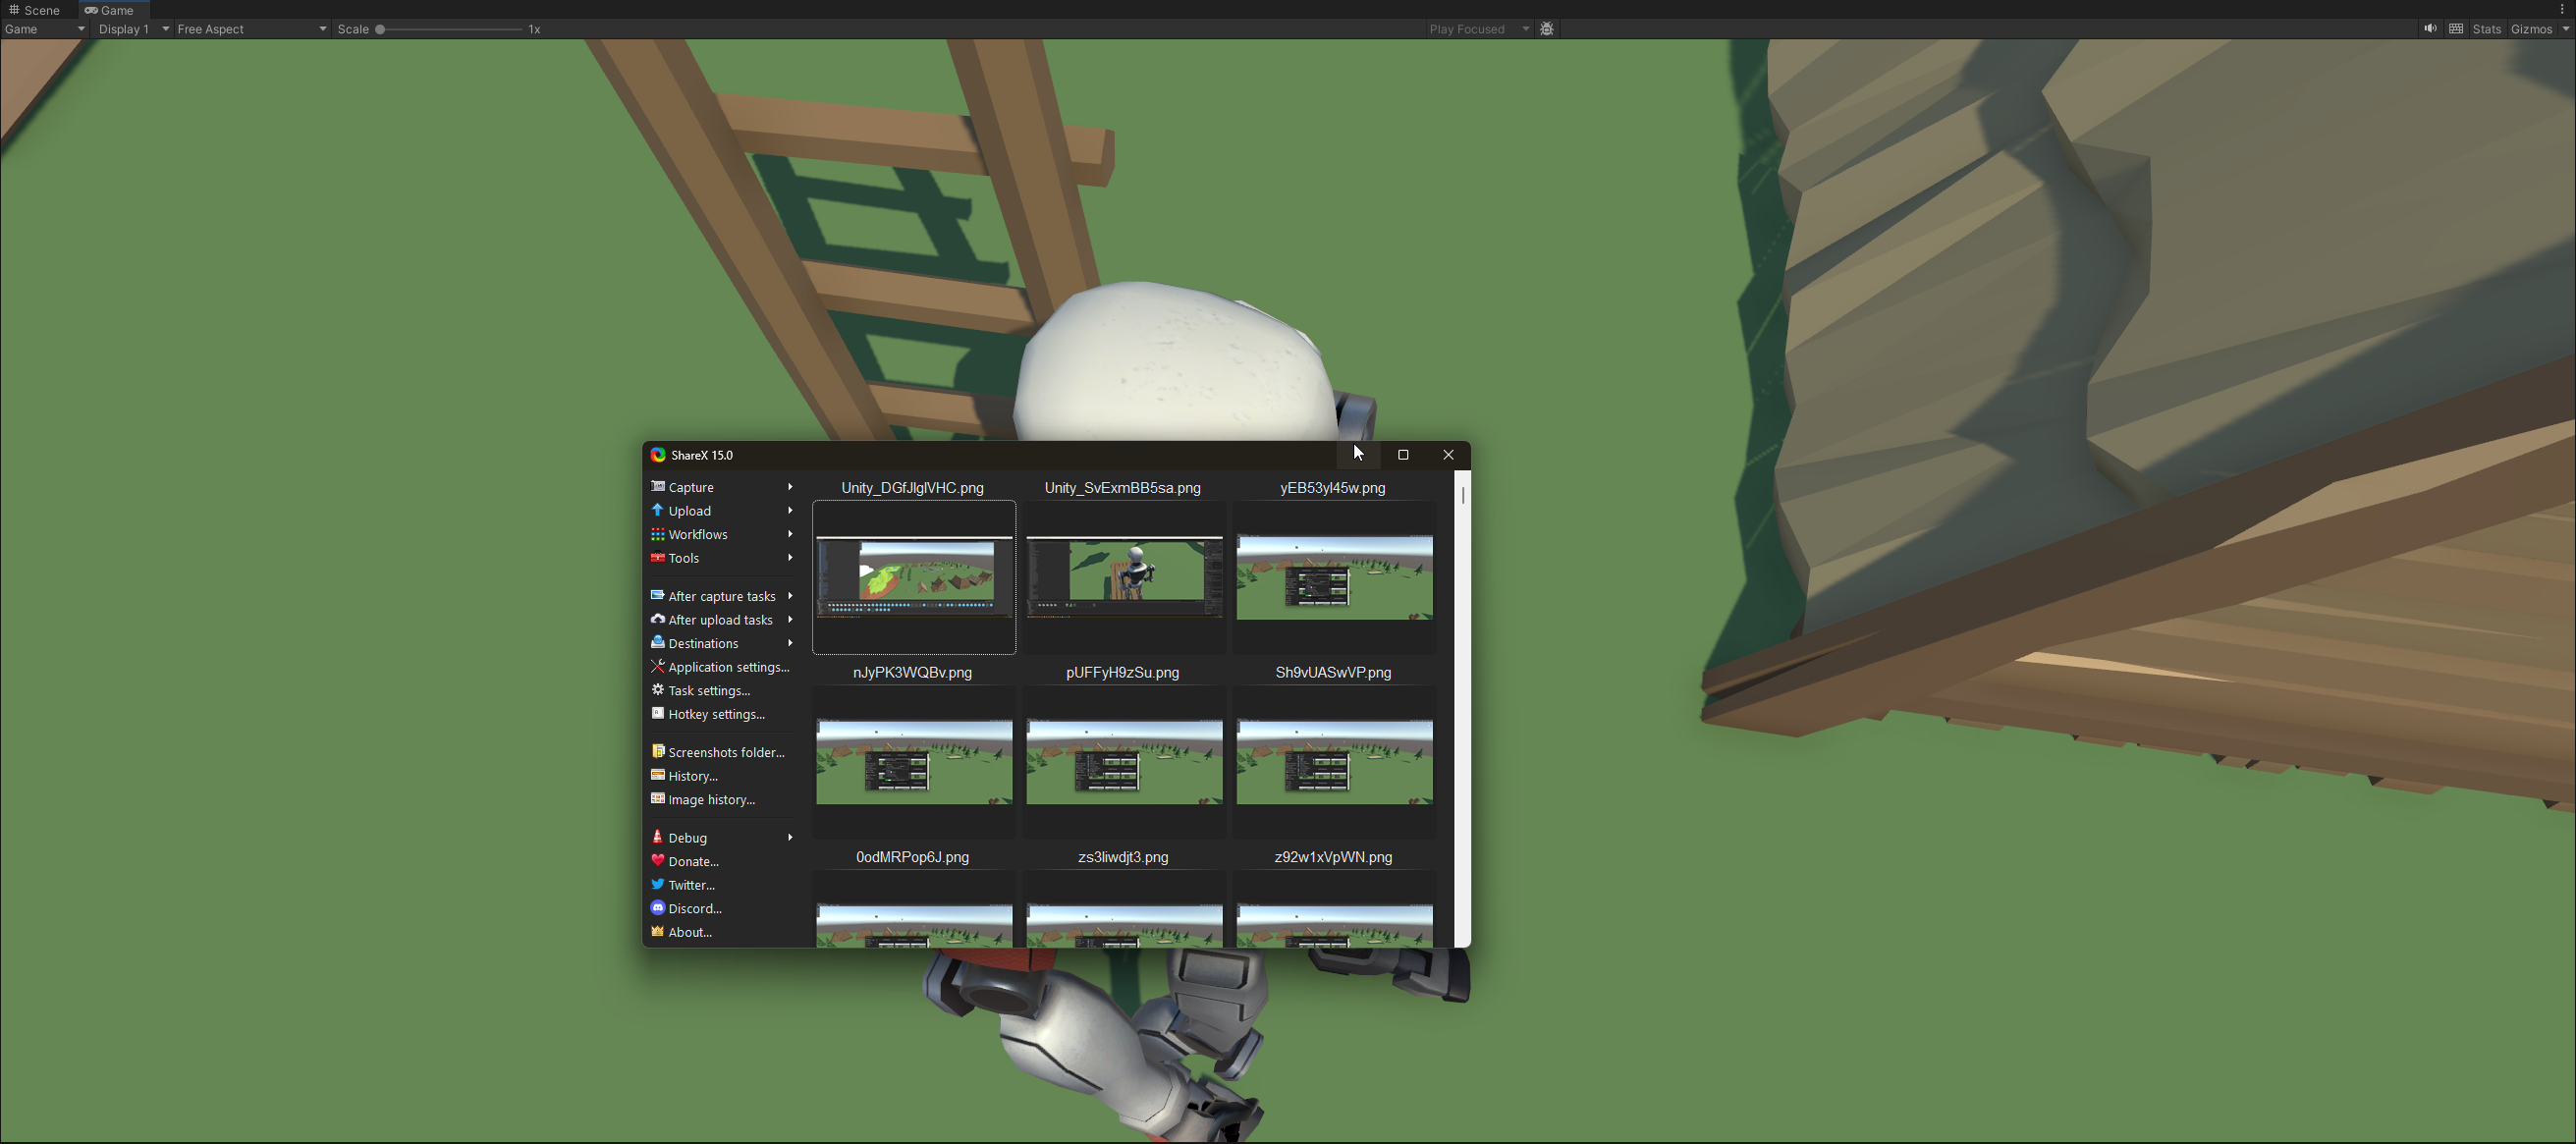 Scene Game
Game Display 1 Free Aspect Scale 1x Play Focused Stats Gizmos
ShareX 15.0
Capture
Upload
Workflows
Tools
After capture tasks
After upload tasks
Destinations
Application settings...
Task settings...
Hotkey settings...
Screenshots folder...
History...
Image history...
Debug
Donate...
Twitter...
Discord...
About...
Unity_DGfJlglVHC.png Unity_SvExmBB5sa.png yEB53yl45w.png
nJyPK3WQBv.png pUFFyH9zSu.png Sh9vUASwVP.png
0odMRPop6J.png zs3liwdjt3.png z92w1xVpWN.png